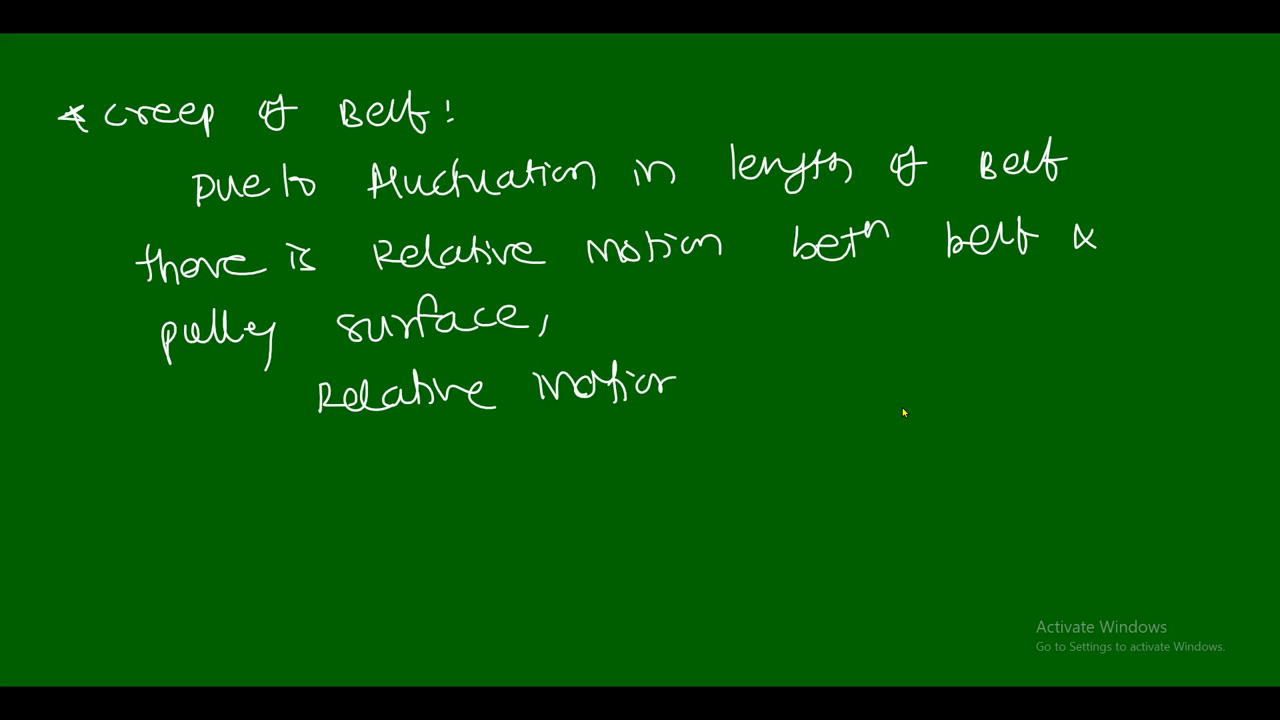 * creep of Belt:
Due to fluctuation in length of Belt
there is Relative motion betn belt &
pulley surface,
Relative motion
Activate Windows
Go to Settings to activate Windows.